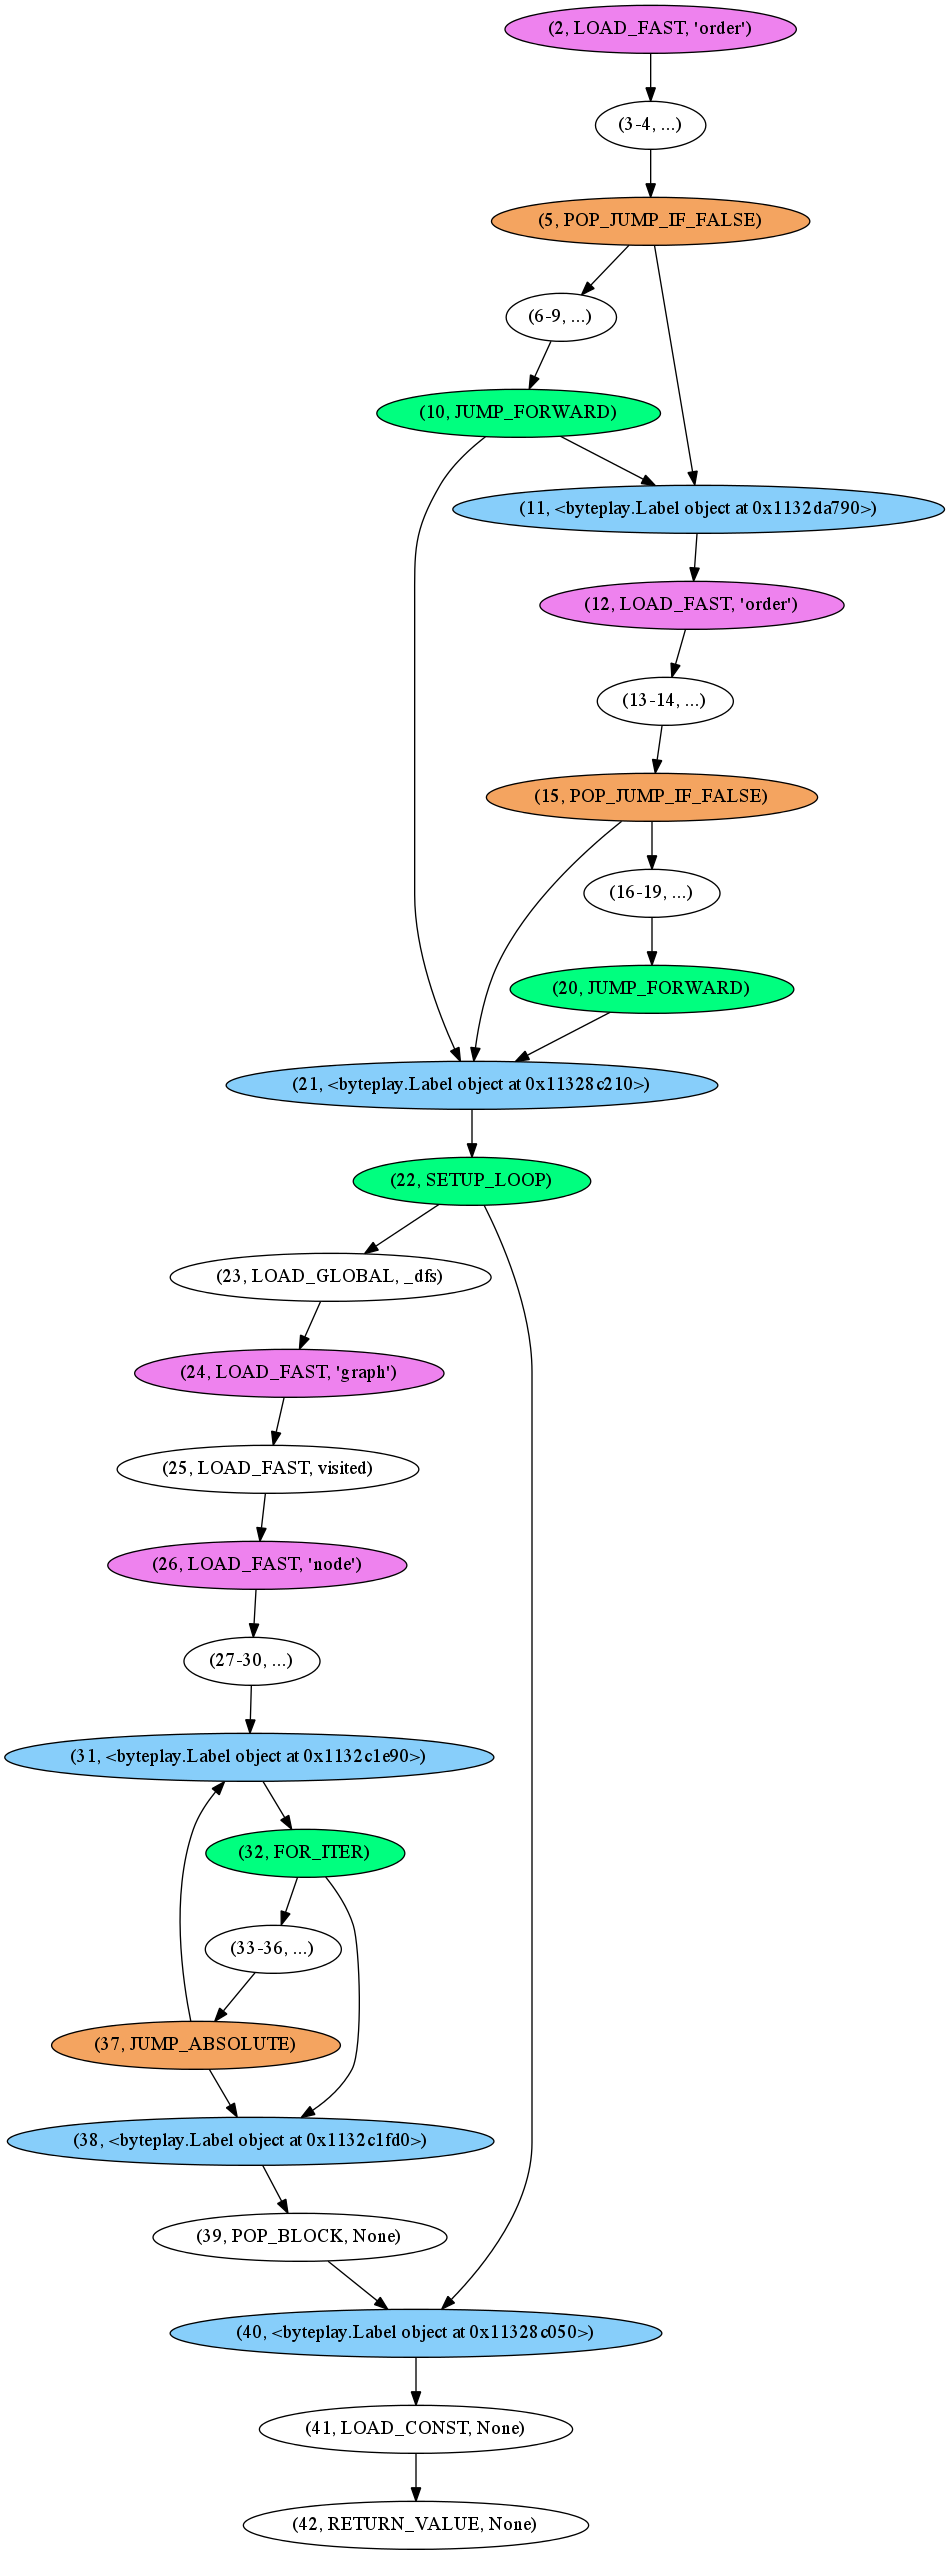 (2, LOAD_FAST, 'order')
(3-4, ...)
(5, POP_JUMP_IF_FALSE)
(6-9, ...)
(10, JUMP_FORWARD)
(11, <byteplay.Label object at 0x1132da790>)
(12, LOAD_FAST, 'order')
(13-14, ...)
(15, POP_JUMP_IF_FALSE)
(16-19, ...)
(20, JUMP_FORWARD)
(21, <byteplay.Label object at 0x11328c210>)
(22, SETUP_LOOP)
(23, LOAD_GLOBAL, _dfs)
(24, LOAD_FAST, 'graph')
(25, LOAD_FAST, visited)
(26, LOAD_FAST, 'node')
(27-30, ...)
(31, <byteplay.Label object at 0x1132c1e90>)
(32, FOR_ITER)
(33-36, ...)
(37, JUMP_ABSOLUTE)
(38, <byteplay.Label object at 0x1132c1fd0>)
(39, POP_BLOCK, None)
(40, <byteplay.Label object at 0x11328c050>)
(41, LOAD_CONST, None)
(42, RETURN_VALUE, None)